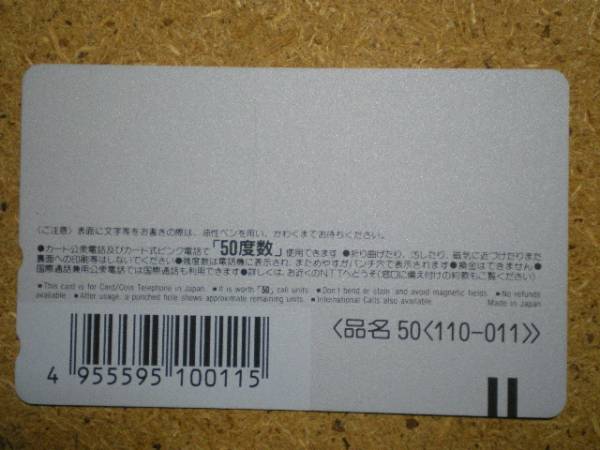 〈ご注意〉表面に文字等をお書きの際は、油性ペンを用い、かわくまでお待ちください。
●カード公衆電話及びカード式ピンク電話で「50度数」使用できます ●折り曲げたり、汚したり、磁気に近づけたりまた
裏面への印刷等はしないでください ●残度数は電話機に表示され、またためやすがパンチ穴で表示されます ●換金はできません ●
国際通話兼用公衆電話では国際通話も利用できます ●詳しくは、お近くのNTTへどうぞ(窓口に備え付けの約款もご覧ください)
■ This card is for Card/Coin Telephone in Japan. ■ It is worth「50」call units ■ Don't bend or stain and avoid magnetic fields. ■ No refunds
available. ■ After usage, a punched hole shows approximate remaining units. ■ International Calls also available. Made in Japan
〈品名 50〈110-011〉〉
4 955595 100115